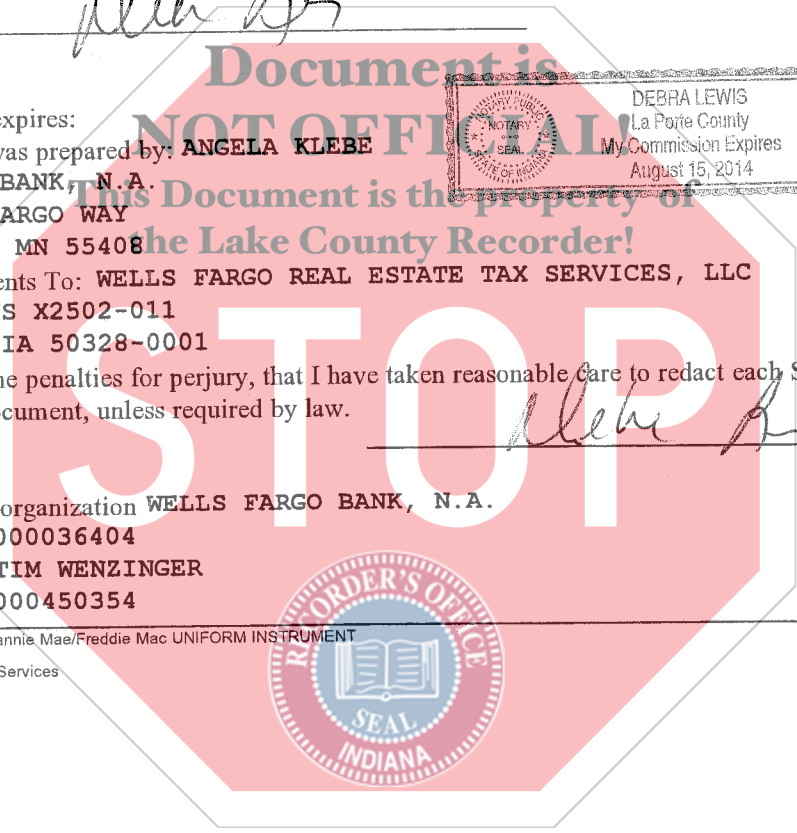 Document is
NOT OFFICIAL!
This Document is the property of
the Lake County Recorder!
STOP
DEBRA LEWIS
La Porte County
My Commission Expires
August 15, 2014
NOTARY PUBLIC
NOTARY
SEAL
STATE OF INDIANA
expires:
was prepared by: ANGELA KLEBE
BANK, N.A.
ARGO WAY
MN 55408
ents To: WELLS FARGO REAL ESTATE TAX SERVICES, LLC
S X2502-011
IA 50328-0001
he penalties for perjury, that I have taken reasonable care to redact each S
ocument, unless required by law.
organization WELLS FARGO BANK, N.A.
000036404
TIM WENZINGER
000450354
annie Mae/Freddie Mac UNIFORM INSTRUMENT
Services
RECORDER'S OFFICE
SEAL
INDIANA